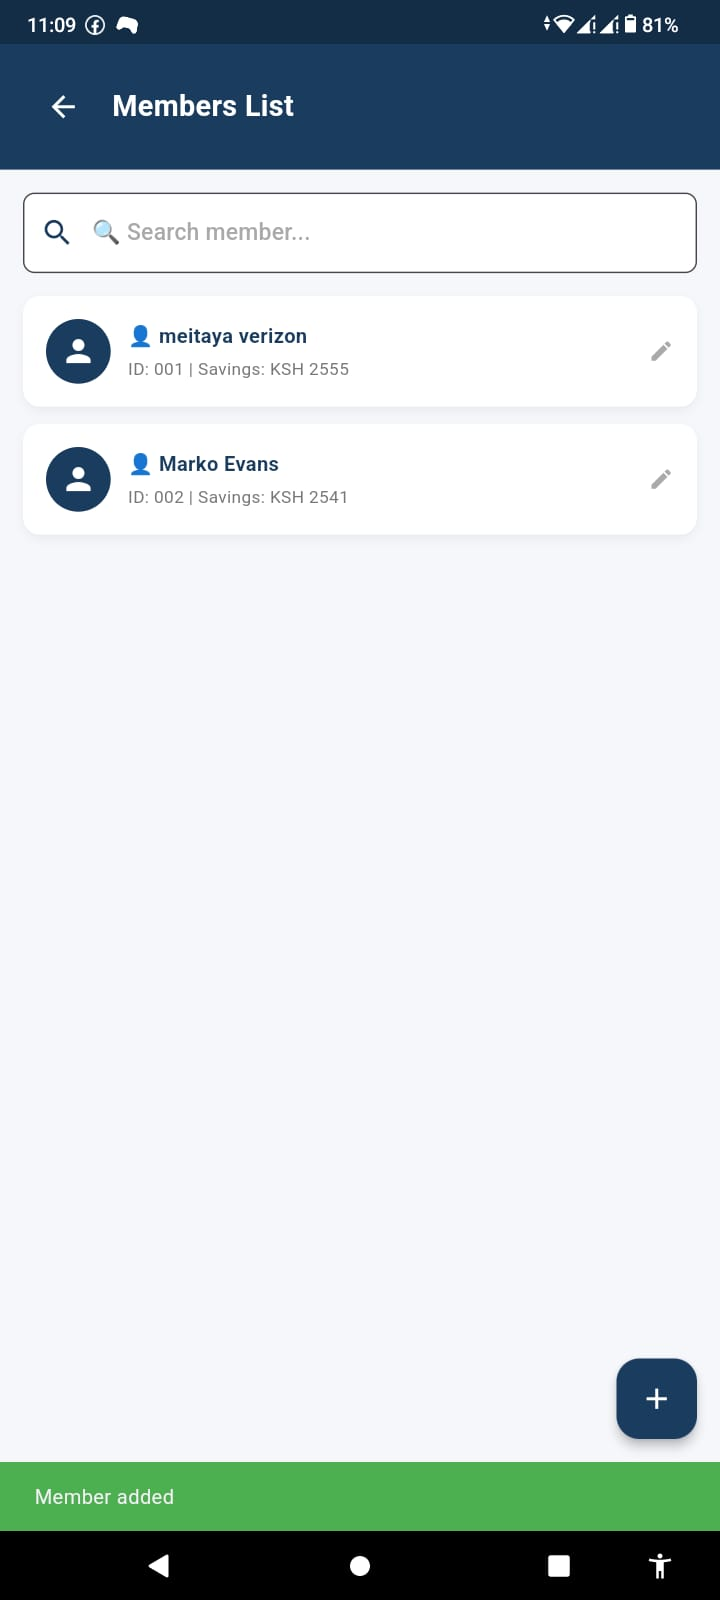 11:09 81%
Members List
🔍 Search member...
👤 meitaya verizon
ID: 001 | Savings: KSH 2555
👤 Marko Evans
ID: 002 | Savings: KSH 2541
+
Member added